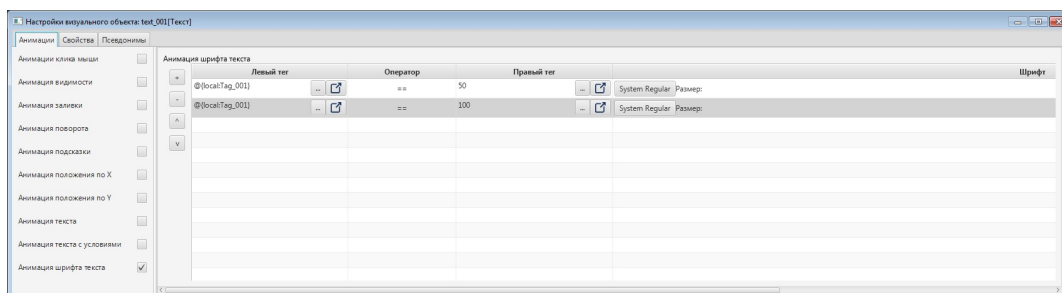 Настройки визуального объекта: text_001[Текст]
Анимации Свойства Псевдонимы
Анимации клика мыши
Анимация видимости
Анимация заливки
Анимация поворота
Анимация подсказки
Анимация положения по X
Анимация положения по Y
Анимация текста
Анимация текста с условиями
Анимация шрифта текста
Анимация шрифта текста
Левый тег Оператор Правый тег Шрифт
+
@{local:Tag_001} ... == 50 ... System Regular Размер:
-
@{local:Tag_001} ... == 100 ... System Regular Размер:
^
v